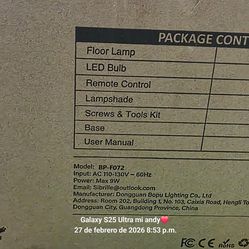 PACKAGE CONT
Floor Lamp
LED Bulb
Remote Control
Lampshade
Screws & Tools Kit
Base
User Manual
Model: BP-F072
Input: AC 110-130V ~ 60Hz
Power: Max 9W
Email: Sibrille@outlook.com
Manufacturer: Dongguan Bopu Lighting Co., Ltd
Address: Room 202, Building 1, No. 103, Caixia Road, Hengli T
Dongguan City, Guangdong Province, China
Galaxy S25 Ultra mi andy❤️
27 de febrero de 2026 8:53 p.m.